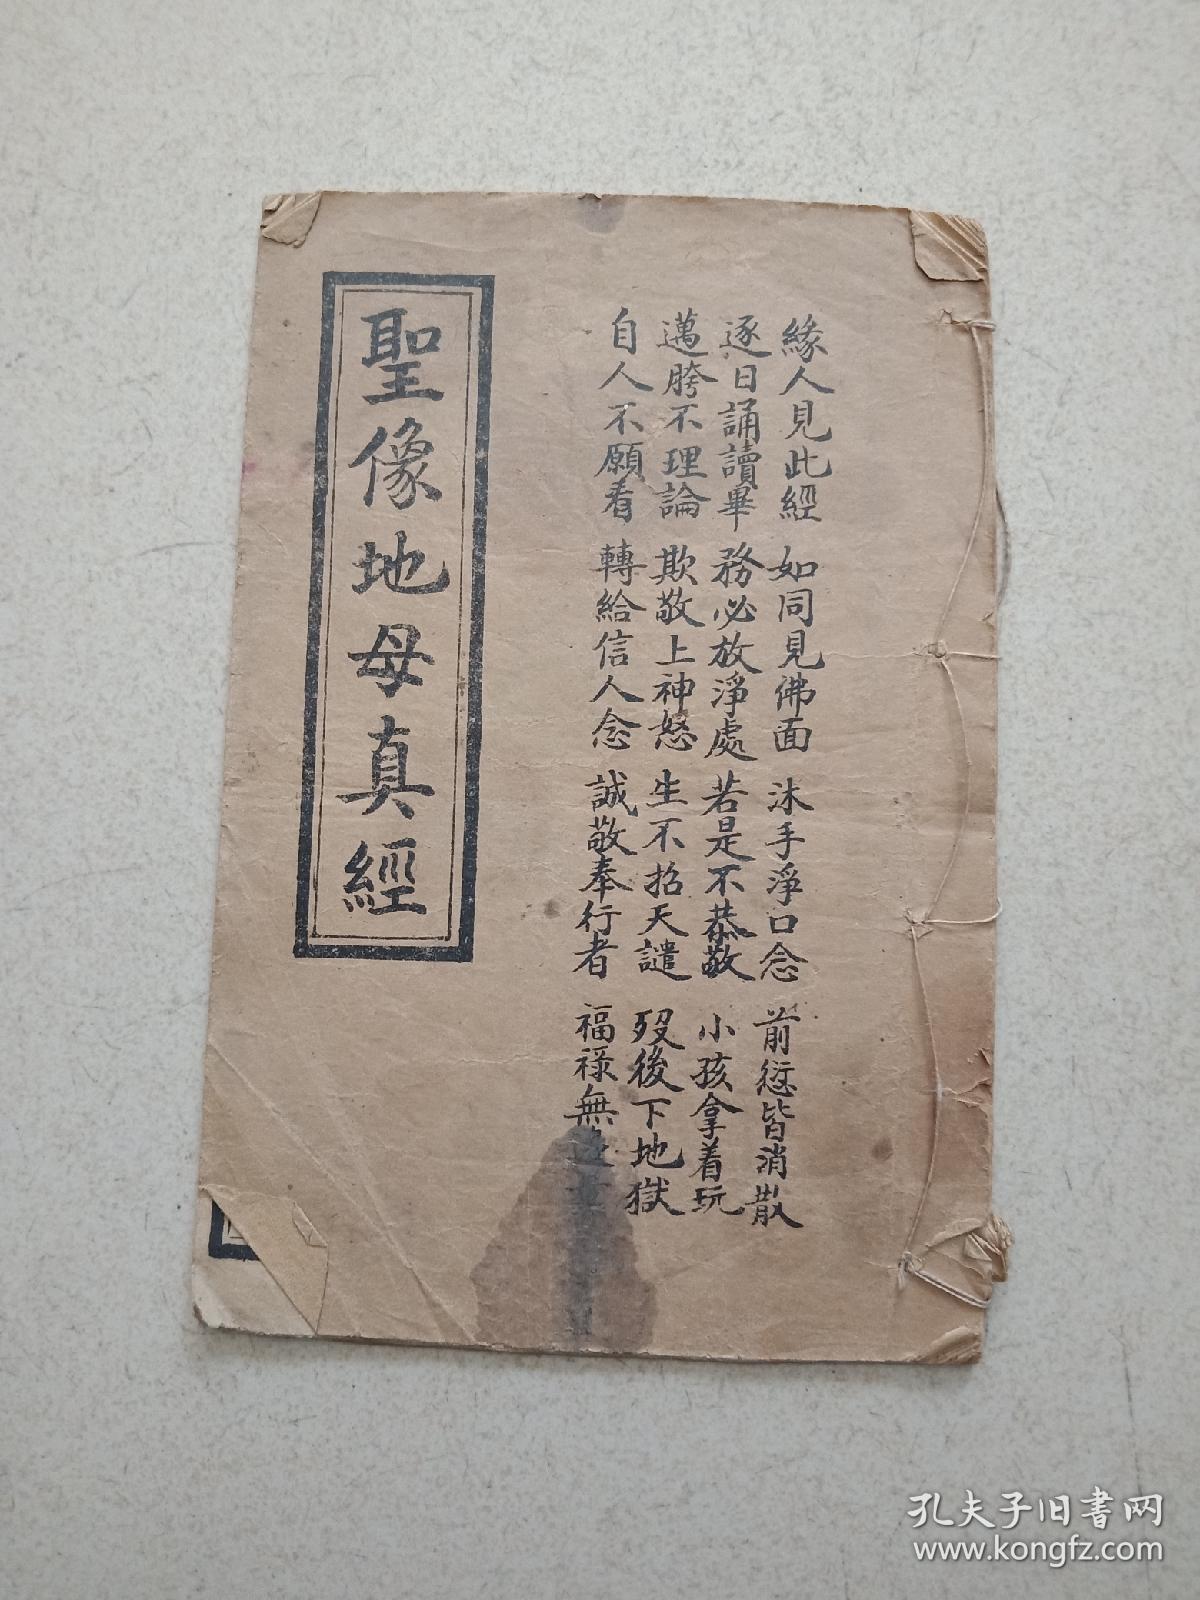 緣人見此經 如同見佛面 沐手淨口念 前愆皆消散
逐日誦讀畢 務必放淨處 若是不恭敬 小孩拿着玩
邁胯不理論 欺敬上神怒 生不招天譴 歿後下地獄
自人不願看 轉給信人念 誠敬奉行者 福祿無邊
聖像地母真經
孔夫子旧书网
www.kongfz.com